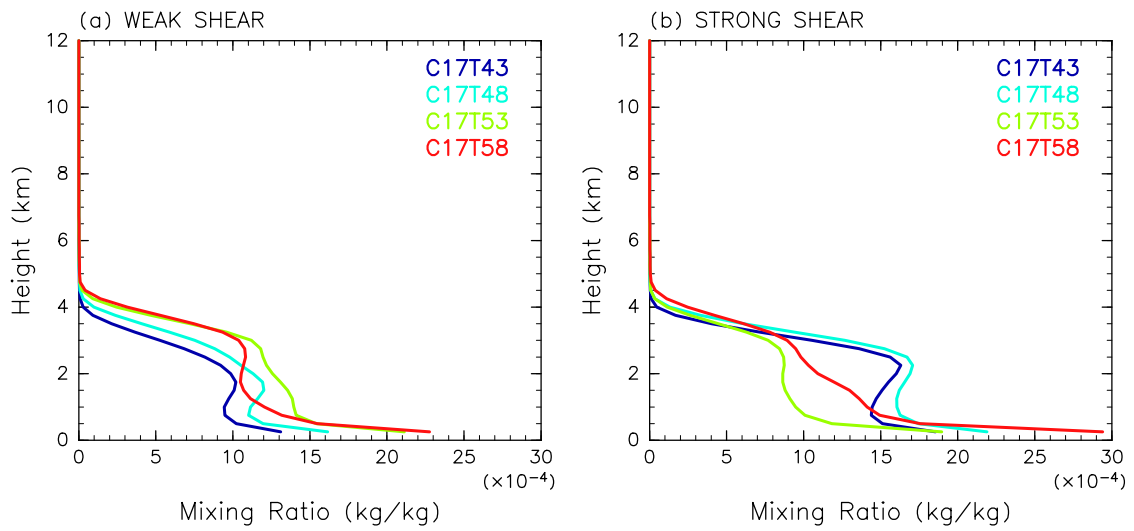 (a) WEAK SHEAR
12
10
8
6
4
2
0
Height (km)
C17T43
C17T48
C17T53
C17T58
0 5 10 15 20 25 30
(×10⁻⁴)
Mixing Ratio (kg/kg)
(b) STRONG SHEAR
12
10
8
6
4
2
0
Height (km)
C17T43
C17T48
C17T53
C17T58
0 5 10 15 20 25 30
(×10⁻⁴)
Mixing Ratio (kg/kg)